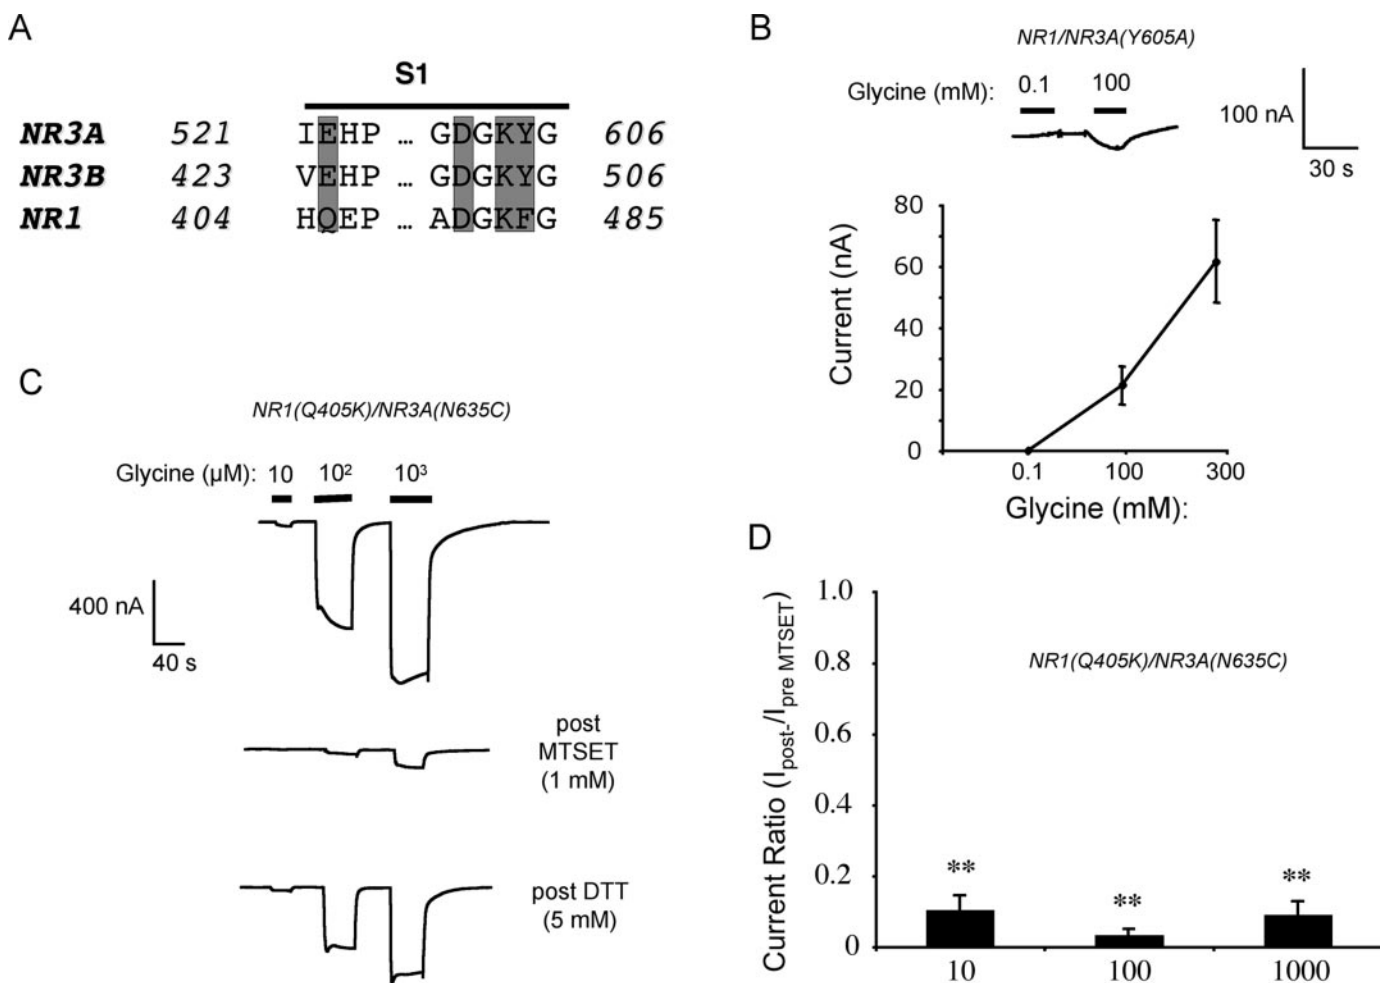 A
S1
NR3A 521 IEHP ... GDGKYG 606
NR3B 423 VEHP ... GDGKYG 506
NR1 404 HQEP ... ADGKFG 485
B
NR1/NR3A(Y605A)
Glycine (mM): 0.1 100
100 nA
30 s
Current (nA)
80
60
40
20
0
0.1 100 300
Glycine (mM):
C
NR1(Q405K)/NR3A(N635C)
Glycine (µM): 10 10² 10³
400 nA
40 s
post
MTSET
(1 mM)
post DTT
(5 mM)
D
NR1(Q405K)/NR3A(N635C)
Current Ratio (Ipost-/Ipre MTSET)
1.0
0.8
0.6
0.4
0.2
0
** ** **
10 100 1000